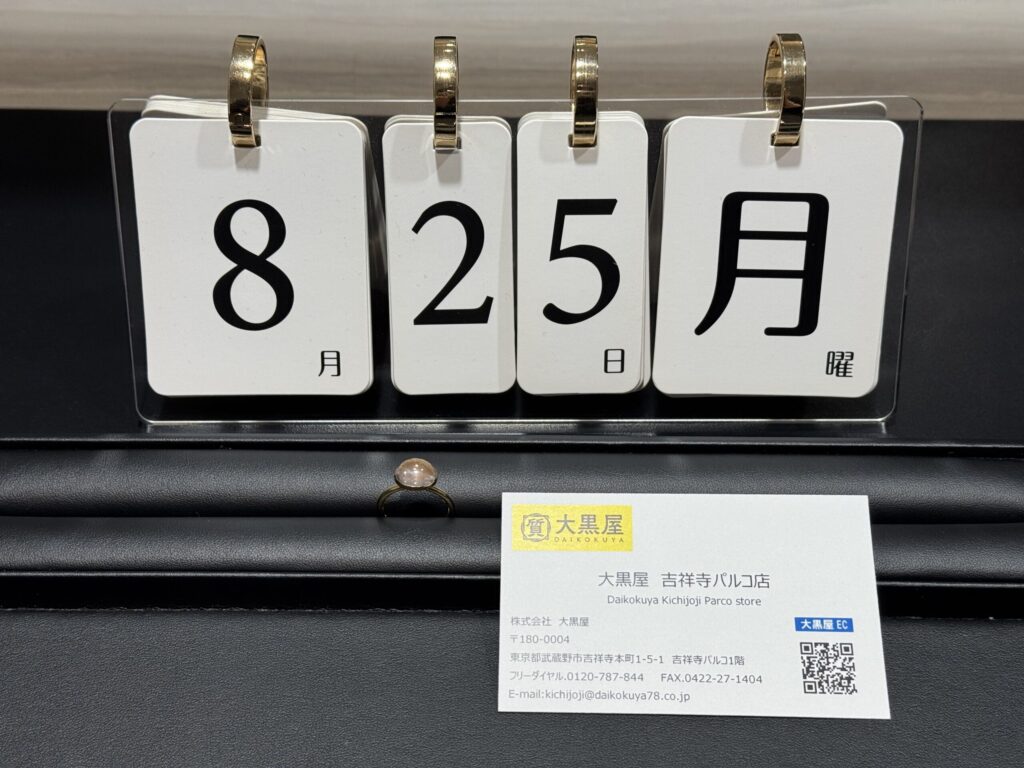 8
月
2
5
日
月
曜
質 大黒屋
DAIKOKUYA
大黒屋 吉祥寺パルコ店
Daikokuya Kichijoji Parco store
株式会社 大黒屋
〒180-0004
東京都武蔵野市吉祥寺本町1-5-1 吉祥寺パルコ1階
フリーダイヤル.0120-787-844 FAX.0422-27-1404
E-mail:kichijoji@daikokuya78.co.jp
大黒屋 EC